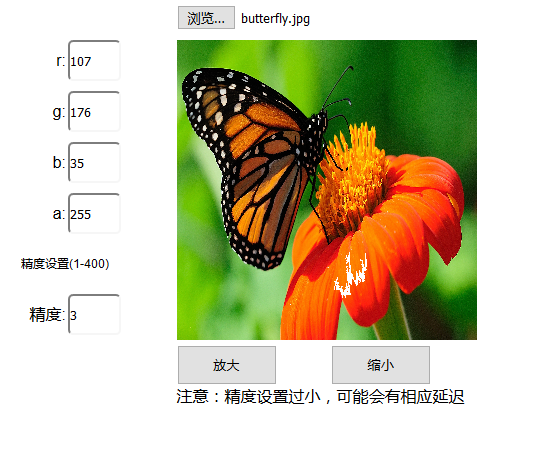 浏览... butterfly.jpg
r: 107
g: 176
b: 35
a: 255
精度设置(1-400)
精度: 3
放大 缩小
注意：精度设置过小，可能会有相应延迟